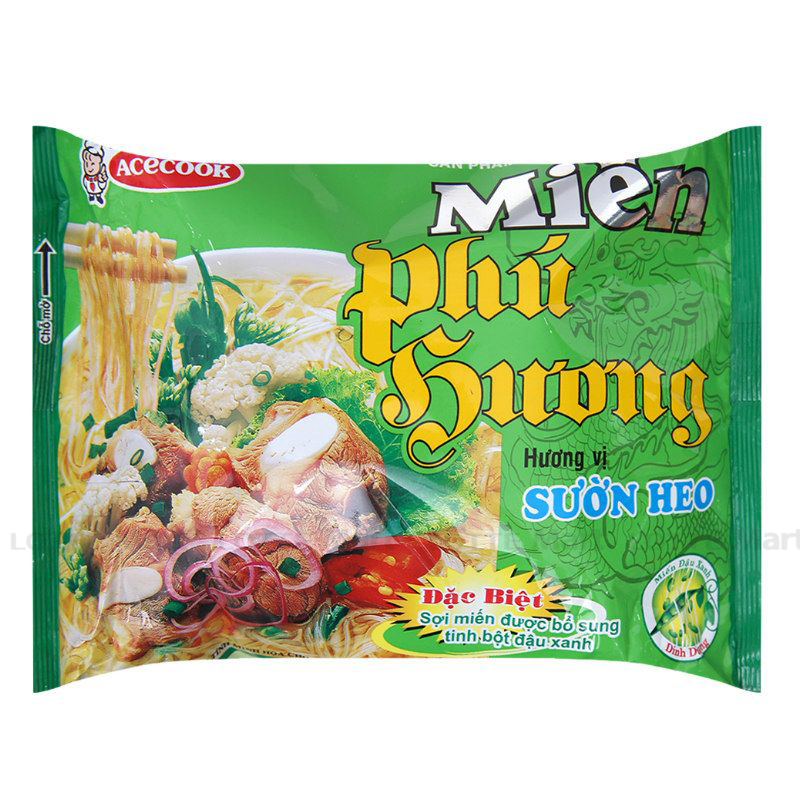 ACECOOK
SẢN PHẨM
Miến
Phú
Hương
Hương vị
SƯỜN HEO
Chỗ mở
Đặc Biệt
Sợi miến được bổ sung
tinh bột đậu xanh
Miến Đậu Xanh
Dinh Dưỡng